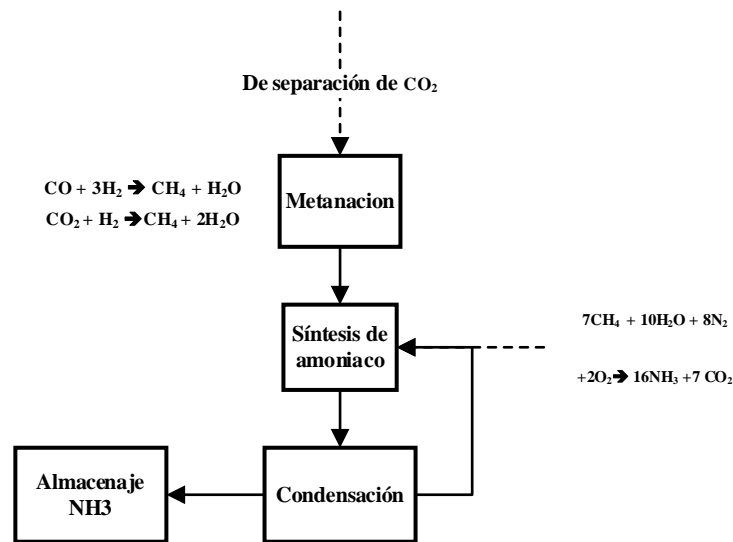 De separación de CO₂
CO + 3H₂ ➔ CH₄ + H₂O
CO₂ + H₂ ➔CH₄ + 2H₂O
Metanacion
Síntesis de
amoniaco
7CH₄ + 10H₂O + 8N₂
+2O₂➔ 16NH₃ +7 CO₂
Almacenaje
NH3
Condensación